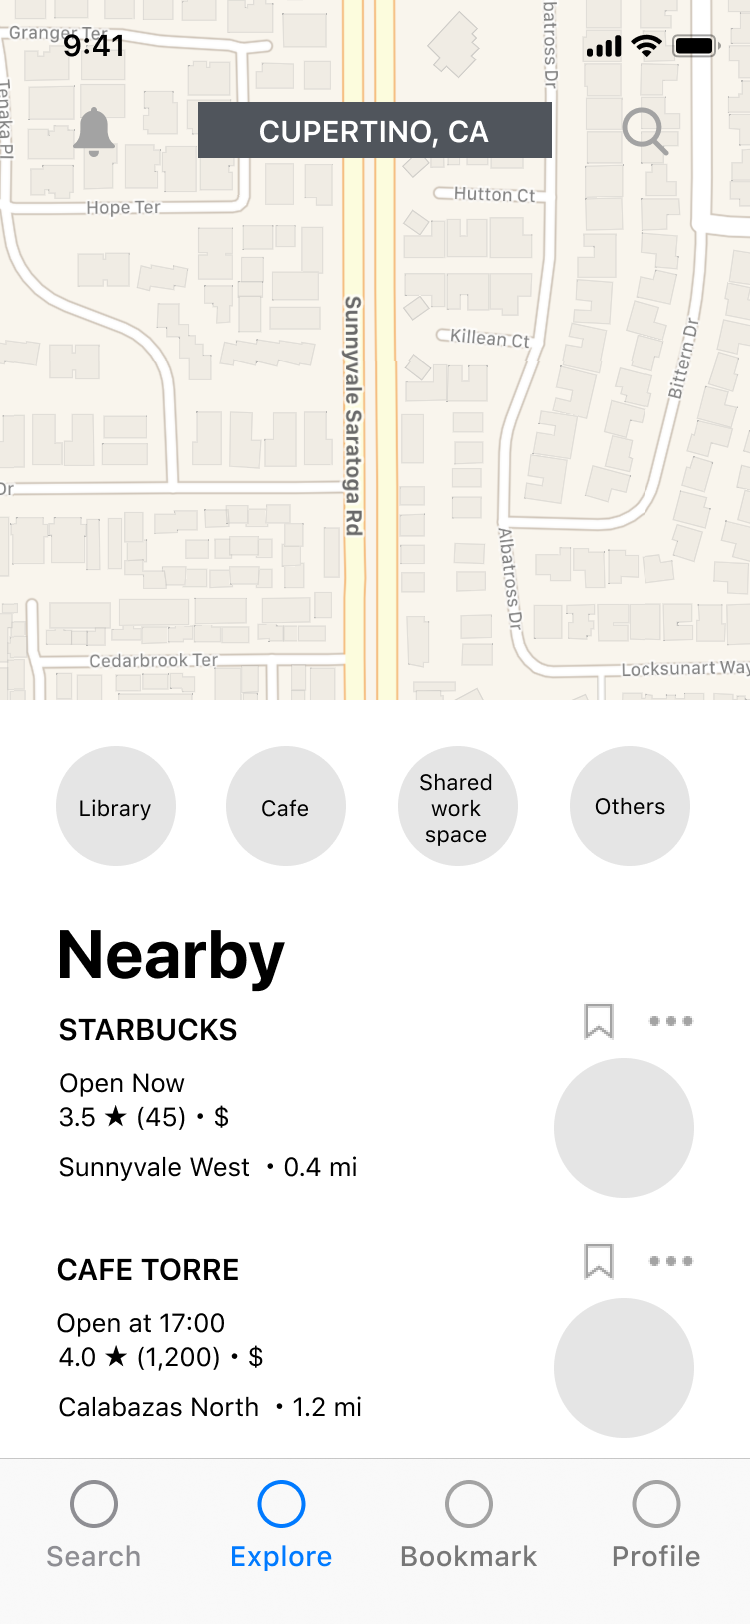 Granger Ter
9:41
batross Dr
Tenaka Pl
CUPERTINO, CA
Hutton Ct
Hope Ter
Sunnyvale Saratoga Rd
Killean Ct
Bittern Dr
Dr
Albatross Dr
Cedarbrook Ter
Locksunart Way
Library
Cafe
Shared
work
space
Others
Nearby
STARBUCKS
Open Now
3.5 ★ (45) • $
Sunnyvale West • 0.4 mi
CAFE TORRE
Open at 17:00
4.0 ★ (1,200) • $
Calabazas North • 1.2 mi
Search
Explore
Bookmark
Profile